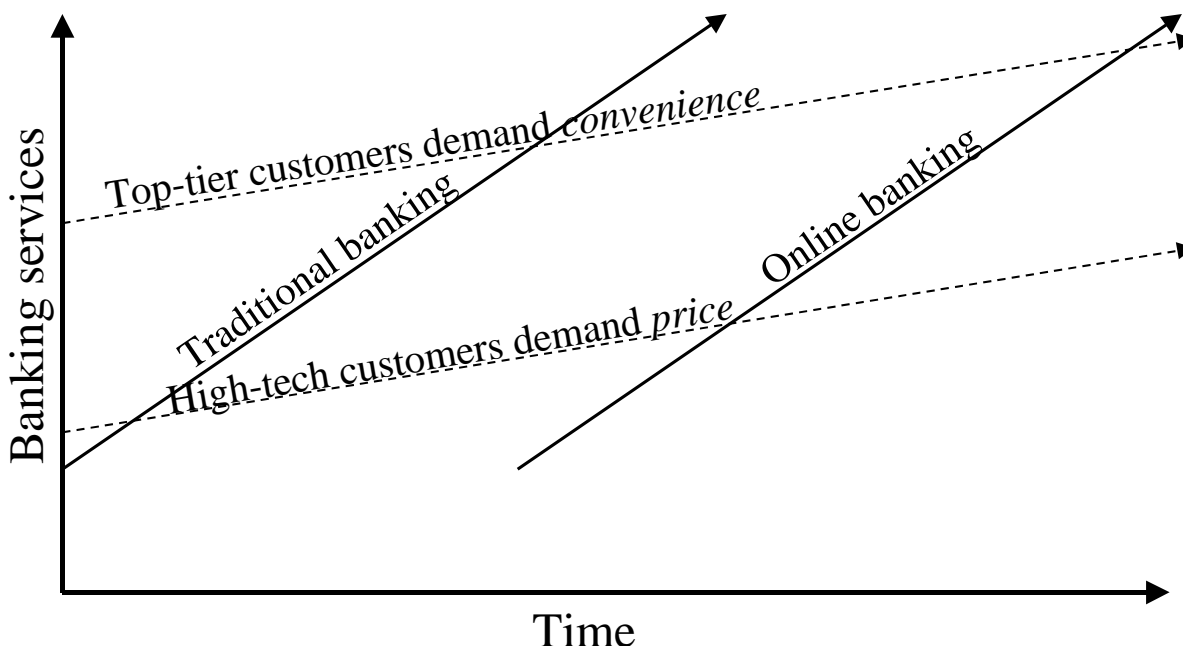 Banking services
Top-tier customers demand convenience
Traditional banking
Online banking
High-tech customers demand price
Time